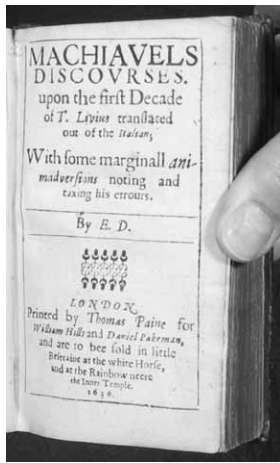 MACHIAVELS
DISCOVRSES.
upon the first Decade
of T. Livius translated
out of the Italian;
With some marginall ani-
madversions noting and
taxing his errours.
By E. D.
LONDON,
Printed by Thomas Paine for
William Hills and Daniel Pakeman,
and are to bee sold in little
Brittaine at the white Horse,
and at the Rainbow neere
the Inner Temple.
1636.